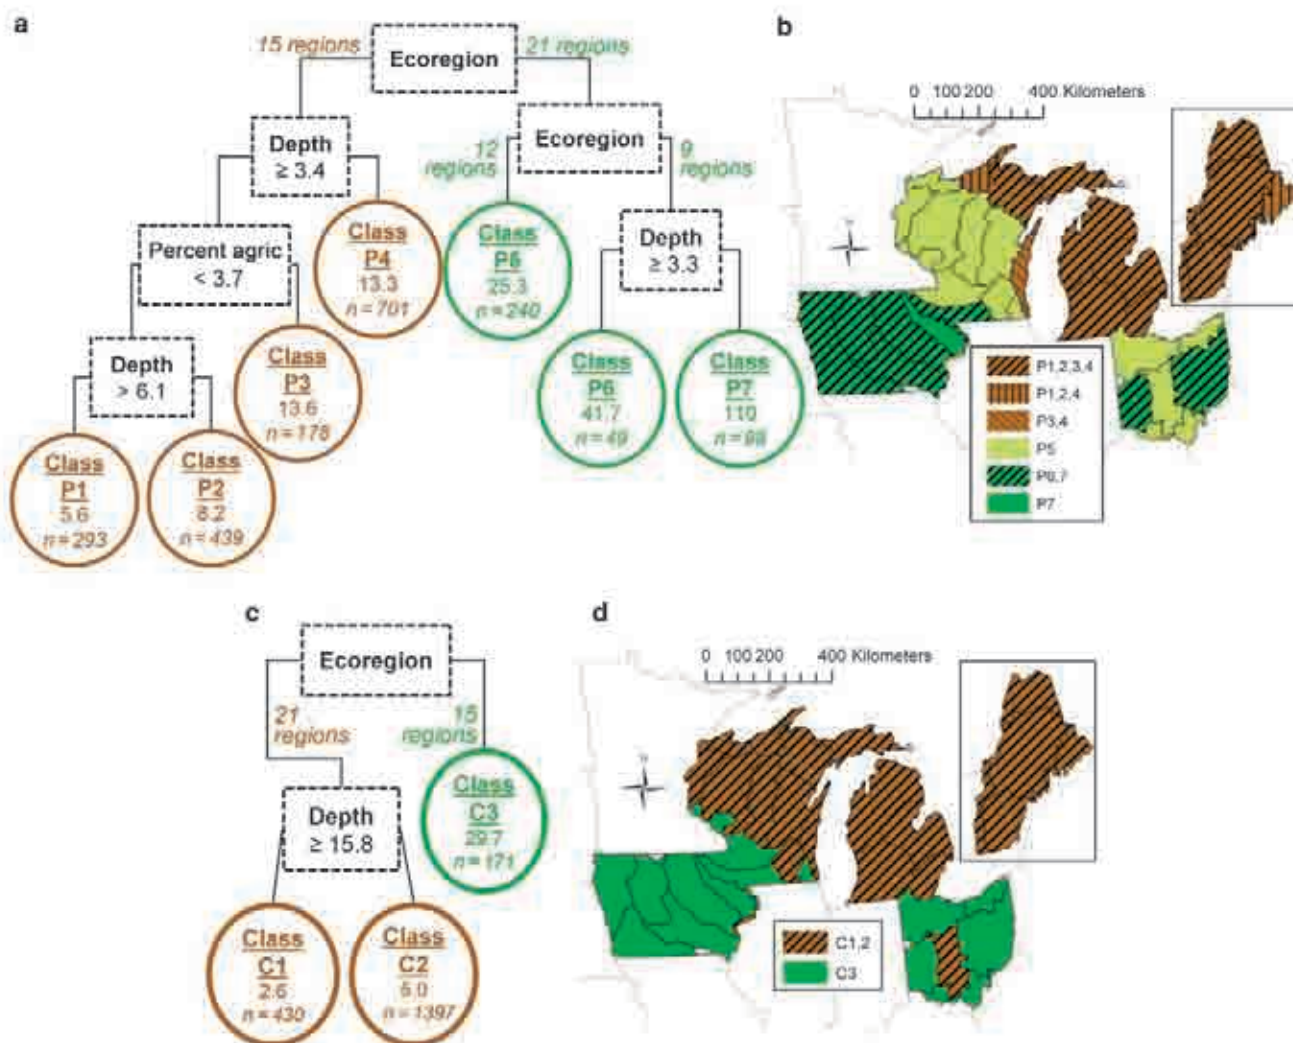 a
15 regions
Ecoregion
21 regions
Depth
≥ 3.4
12
regions
Ecoregion
9
regions
Percent agric
< 3.7
Class
P4
13.3
n = 701
Class
P5
25.3
n = 240
Depth
≥ 3.3
Depth
> 6.1
Class
P3
13.6
n = 178
Class
P6
41.7
n = 49
Class
P7
110
n = 98
Class
P1
5.6
n = 293
Class
P2
8.2
n = 439
b
0 100 200 400 Kilometers
P1,2,3,4
P1,2,4
P3,4
P5
P6,7
P7
c
Ecoregion
21
regions
15
regions
Depth
≥ 15.8
Class
C3
29.7
n = 171
Class
C1
2.6
n = 430
Class
C2
n = 1397
d
0 100 200 400 Kilometers
C1,2
C3